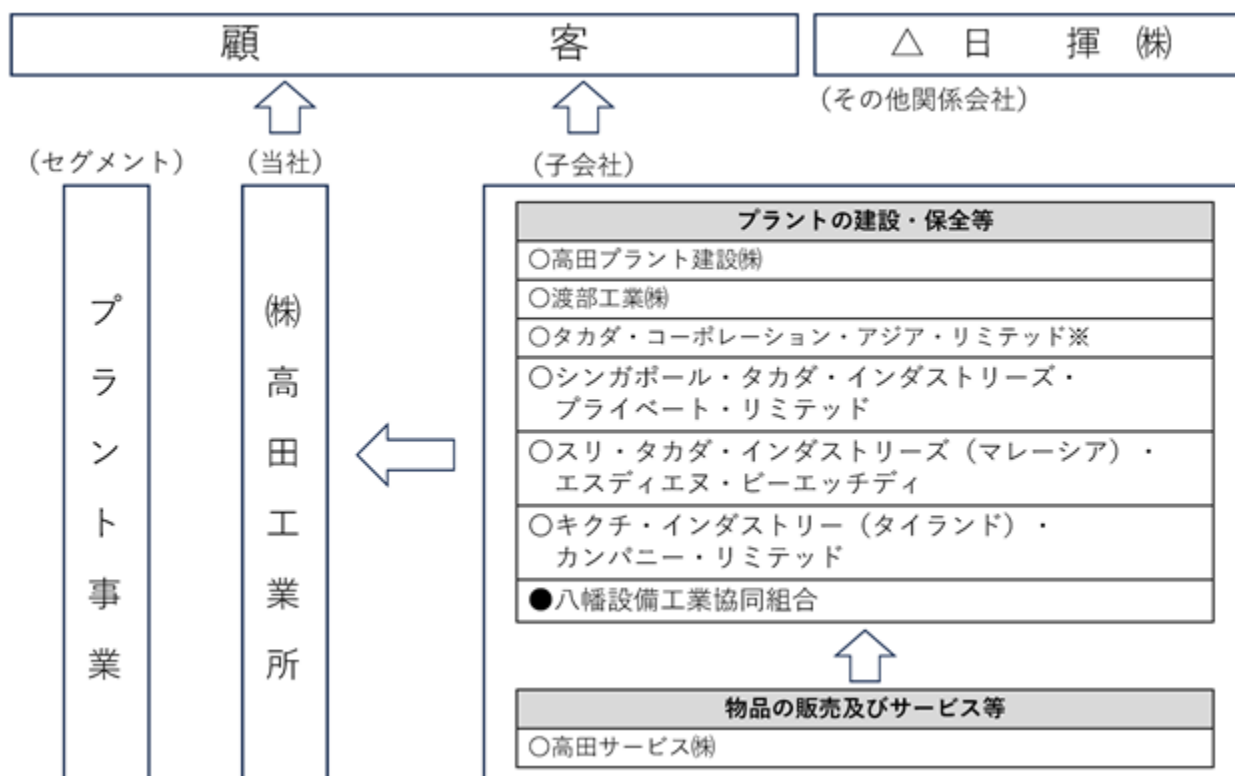 顧客
△ 日揮 ㈱
(その他関係会社)
(セグメント)
(当社)
(子会社)
プラント事業
㈱高田工業所
プラントの建設・保全等
○高田プラント建設㈱
○渡部工業㈱
○タカダ・コーポレーション・アジア・リミテッド※
○シンガポール・タカダ・インダストリーズ・
プライベート・リミテッド
○スリ・タカダ・インダストリーズ（マレーシア）・
エスディエヌ・ビーエッチディ
○キクチ・インダストリー（タイランド）・
カンパニー・リミテッド
●八幡設備工業協同組合
物品の販売及びサービス等
○高田サービス㈱